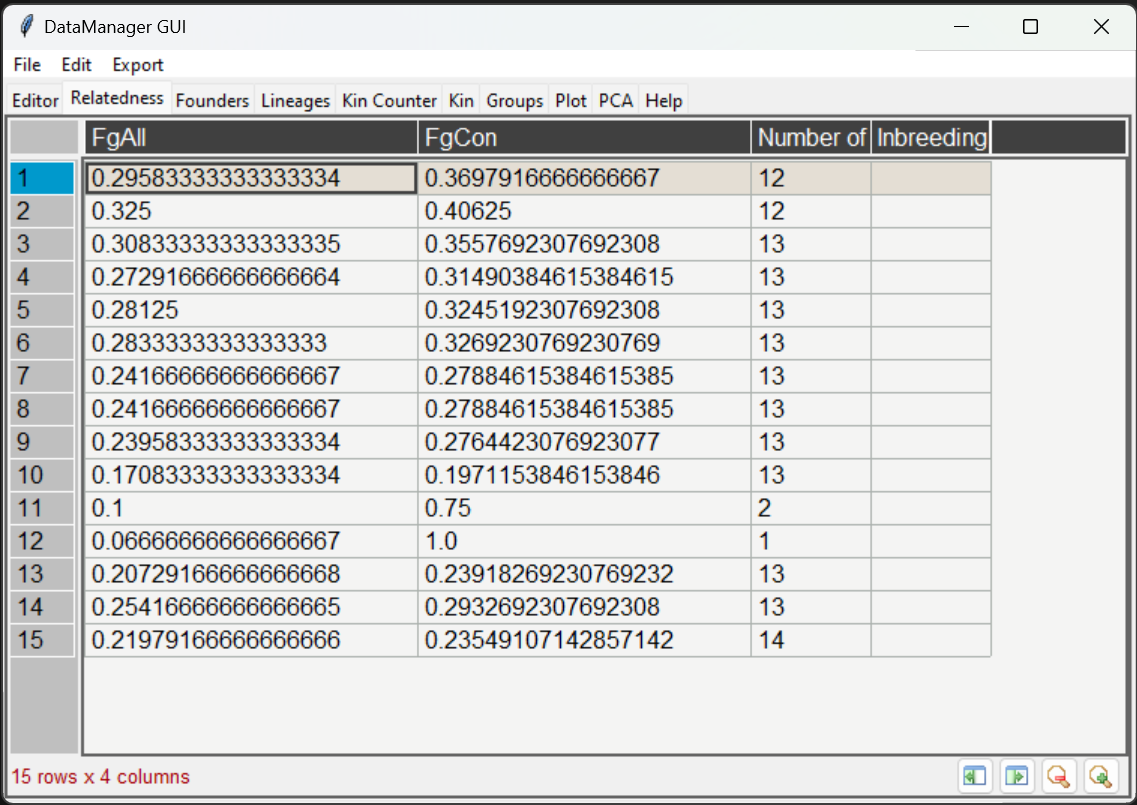 DataManager GUI
File Edit Export
Editor Relatedness Founders Lineages Kin Counter Kin Groups Plot PCA Help
FgAll FgCon Number of Inbreeding
1 0.29583333333333334 0.3697916666666667 12
2 0.325 0.40625 12
3 0.30833333333333335 0.3557692307692308 13
4 0.27291666666666664 0.31490384615384615 13
5 0.28125 0.3245192307692308 13
6 0.2833333333333333 0.3269230769230769 13
7 0.24166666666666667 0.27884615384615385 13
8 0.24166666666666667 0.27884615384615385 13
9 0.23958333333333334 0.2764423076923077 13
10 0.17083333333333334 0.1971153846153846 13
11 0.1 0.75 2
12 0.06666666666666667 1.0 1
13 0.20729166666666668 0.23918269230769232 13
14 0.25416666666666665 0.2932692307692308 13
15 0.21979166666666666 0.23549107142857142 14
15 rows x 4 columns